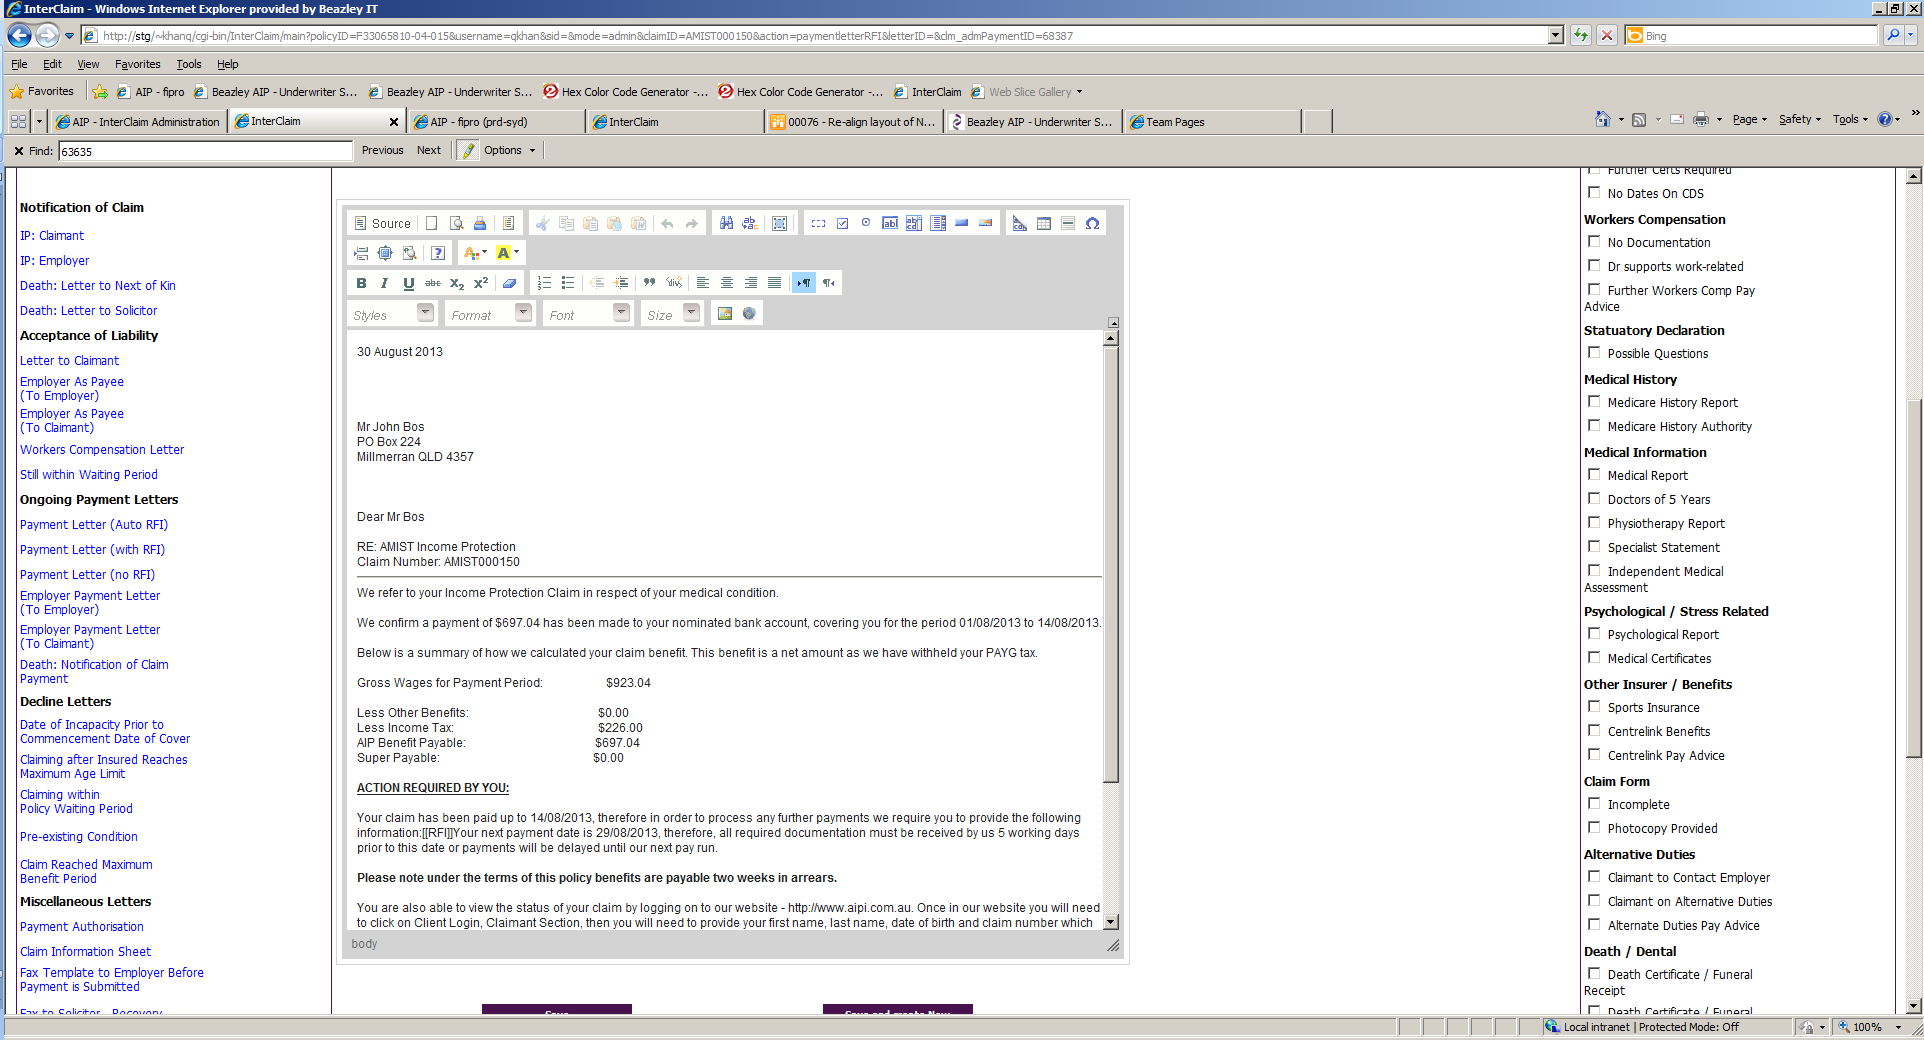 InterClaim - Windows Internet Explorer provided by Beazley IT
http://stg/~khanq/cgi-bin/InterClaim/main?policyID=F33065810-04-015&username=qkhan&sid=&mode=admin&claimID=AMIST000150&action=paymentletterRFI&letterID=&clm_admPaymentID=68387
Bing
File Edit View Favorites Tools Help
Favorites AIP - fipro Beazley AIP - Underwriter S... Beazley AIP - Underwriter S... Hex Color Code Generator -... Hex Color Code Generator -... InterClaim Web Slice Gallery
AIP - InterClaim Administration InterClaim AIP - fipro (prd-syd) InterClaim 00076 - Re-align layout of N... Beazley AIP - Underwriter S... Team Pages Page Safety Tools
Find: 63635 Previous Next Options
Notification of Claim
IP: Claimant
IP: Employer
Death: Letter to Next of Kin
Death: Letter to Solicitor
Acceptance of Liability
Letter to Claimant
Employer As Payee
(To Employer)
Employer As Payee
(To Claimant)
Workers Compensation Letter
Still within Waiting Period
Ongoing Payment Letters
Payment Letter (Auto RFI)
Payment Letter (with RFI)
Payment Letter (no RFI)
Employer Payment Letter
(To Employer)
Employer Payment Letter
(To Claimant)
Death: Notification of Claim
Payment
Decline Letters
Date of Incapacity Prior to
Commencement Date of Cover
Claiming after Insured Reaches
Maximum Age Limit
Claiming within
Policy Waiting Period
Pre-existing Condition
Claim Reached Maximum
Benefit Period
Miscellaneous Letters
Payment Authorisation
Claim Information Sheet
Fax Template to Employer Before
Payment is Submitted
Fax to Solicitor - Recovery
Source
Styles Format Font Size
30 August 2013
Mr John Bos
PO Box 224
Millmerran QLD 4357
Dear Mr Bos
RE: AMIST Income Protection
Claim Number: AMIST000150
We refer to your Income Protection Claim in respect of your medical condition.
We confirm a payment of $697.04 has been made to your nominated bank account, covering you for the period 01/08/2013 to 14/08/2013.
Below is a summary of how we calculated your claim benefit. This benefit is a net amount as we have withheld your PAYG tax.
Gross Wages for Payment Period: $923.04
Less Other Benefits: $0.00
Less Income Tax: $226.00
AIP Benefit Payable: $697.04
Super Payable: $0.00
ACTION REQUIRED BY YOU:
Your claim has been paid up to 14/08/2013, therefore in order to process any further payments we require you to provide the following
information:[[RFI]]Your next payment date is 29/08/2013, therefore, all required documentation must be received by us 5 working days
prior to this date or payments will be delayed until our next pay run.
Please note under the terms of this policy benefits are payable two weeks in arrears.
You are also able to view the status of your claim by logging on to our website - http://www.aipi.com.au. Once in our website you will need
to click on Client Login, Claimant Section, then you will need to provide your first name, last name, date of birth and claim number which
body
Save Save and create New
Further Certs Required
No Dates On CDS
Workers Compensation
No Documentation
Dr supports work-related
Further Workers Comp Pay
Advice
Statuatory Declaration
Possible Questions
Medical History
Medicare History Report
Medicare History Authority
Medical Information
Medical Report
Doctors of 5 Years
Physiotherapy Report
Specialist Statement
Independent Medical
Assessment
Psychological / Stress Related
Psychological Report
Medical Certificates
Other Insurer / Benefits
Sports Insurance
Centrelink Benefits
Centrelink Pay Advice
Claim Form
Incomplete
Photocopy Provided
Alternative Duties
Claimant to Contact Employer
Claimant on Alternative Duties
Alternate Duties Pay Advice
Death / Dental
Death Certificate / Funeral
Receipt
Death Certificate / Funeral
Local intranet | Protected Mode: Off 100%